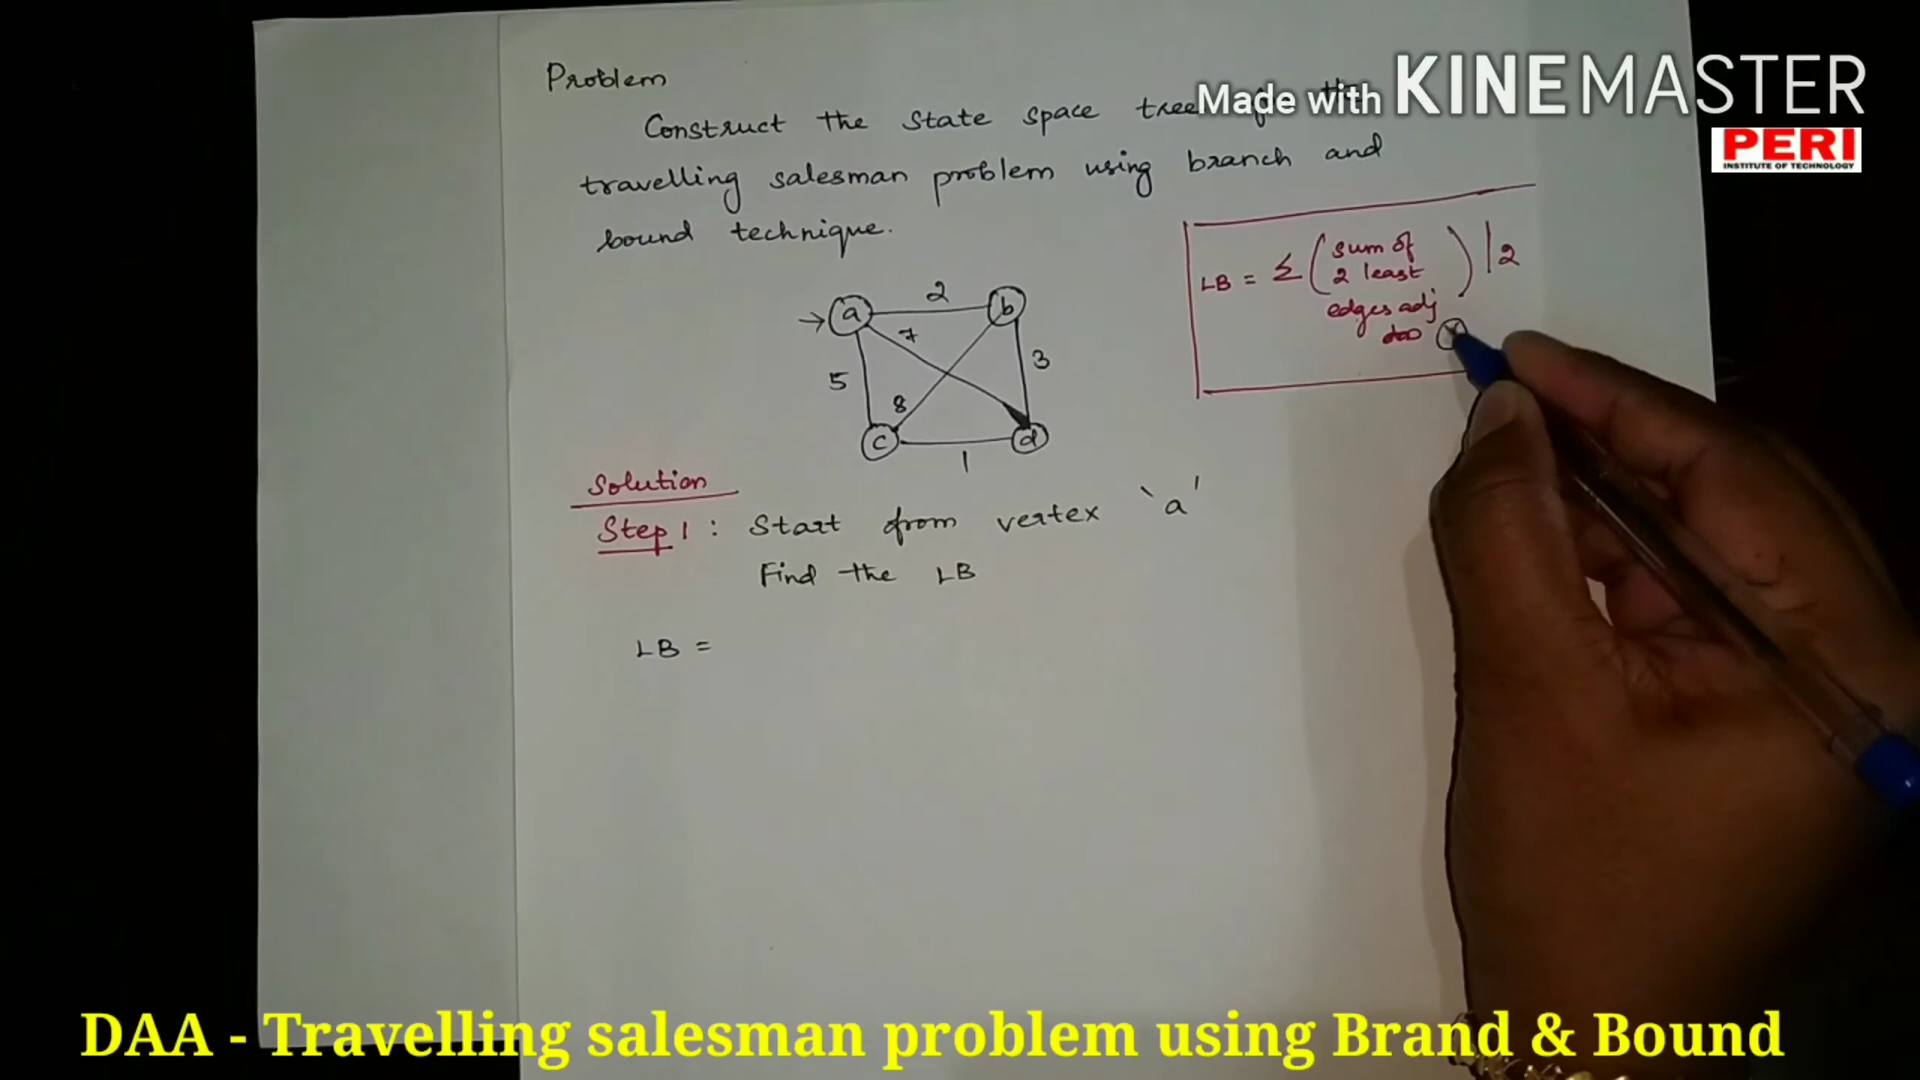 Problem
Construct the state space tree
Made with KINEMASTER
PERI
INSTITUTE OF TECHNOLOGY
travelling salesman problem using branch and
bound technique.
LB = Σ ( sum of
2 least
edges adj
) | 2
a
2
b
7
5
3
8
c
d
1
Solution
Step 1 : Start from vertex 'a'
Find the LB
LB =
DAA - Travelling salesman problem using Brand & Bound